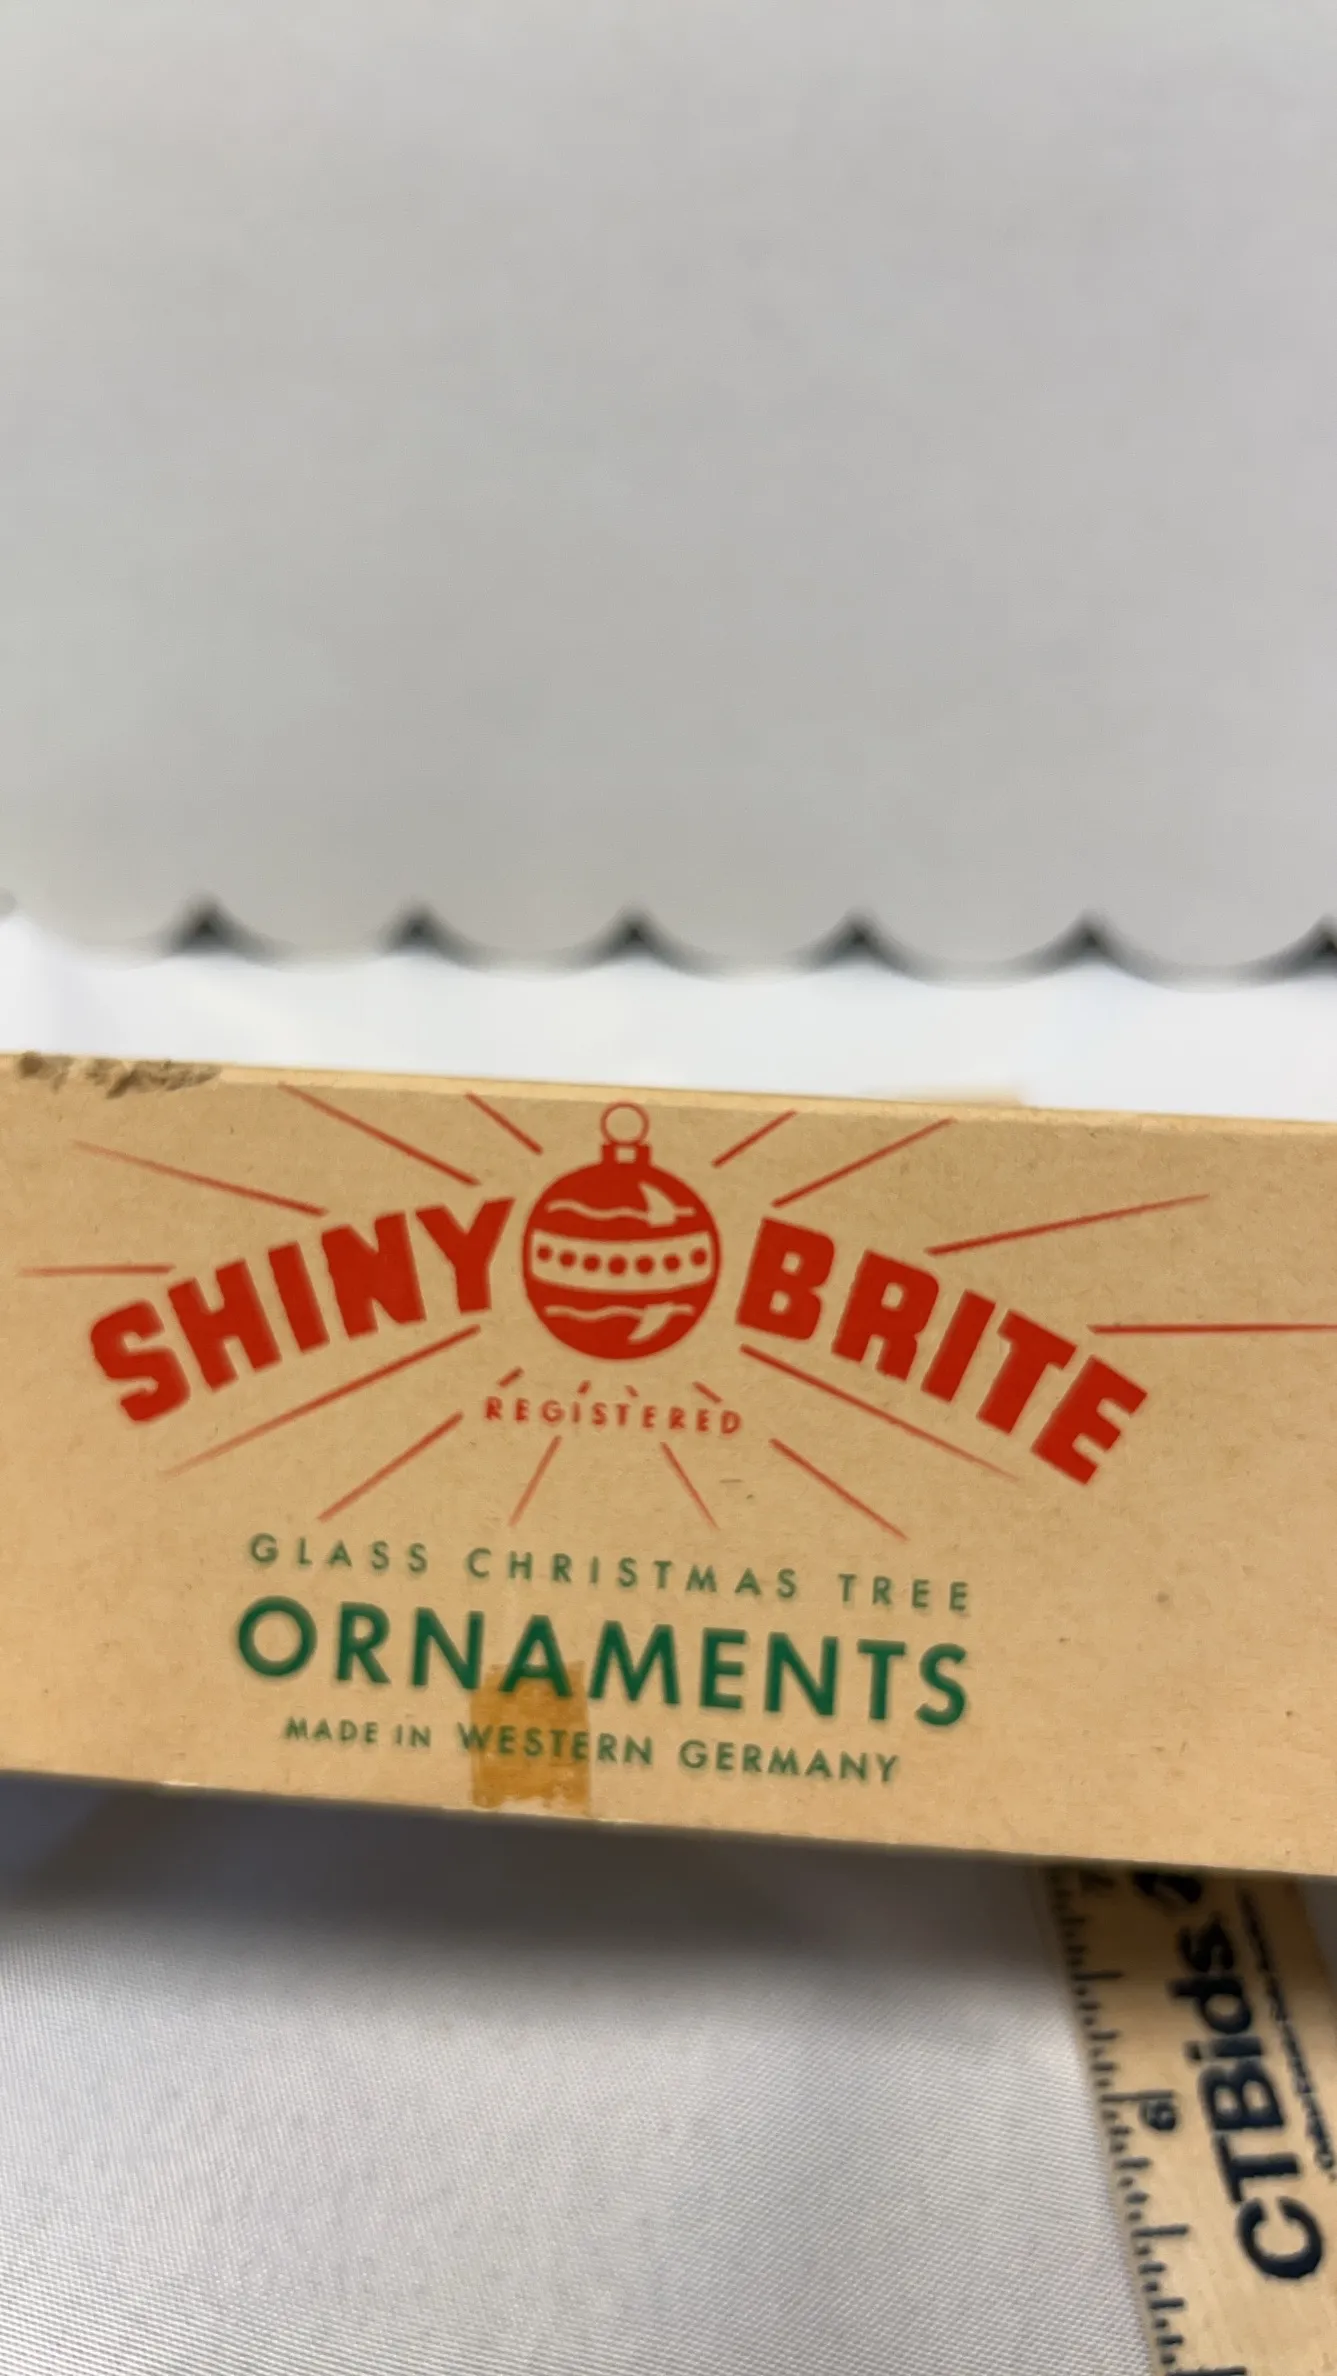 SHINY BRITE
REGISTERED
GLASS CHRISTMAS TREE
ORNAMENTS
MADE IN WESTERN GERMANY
CTBids